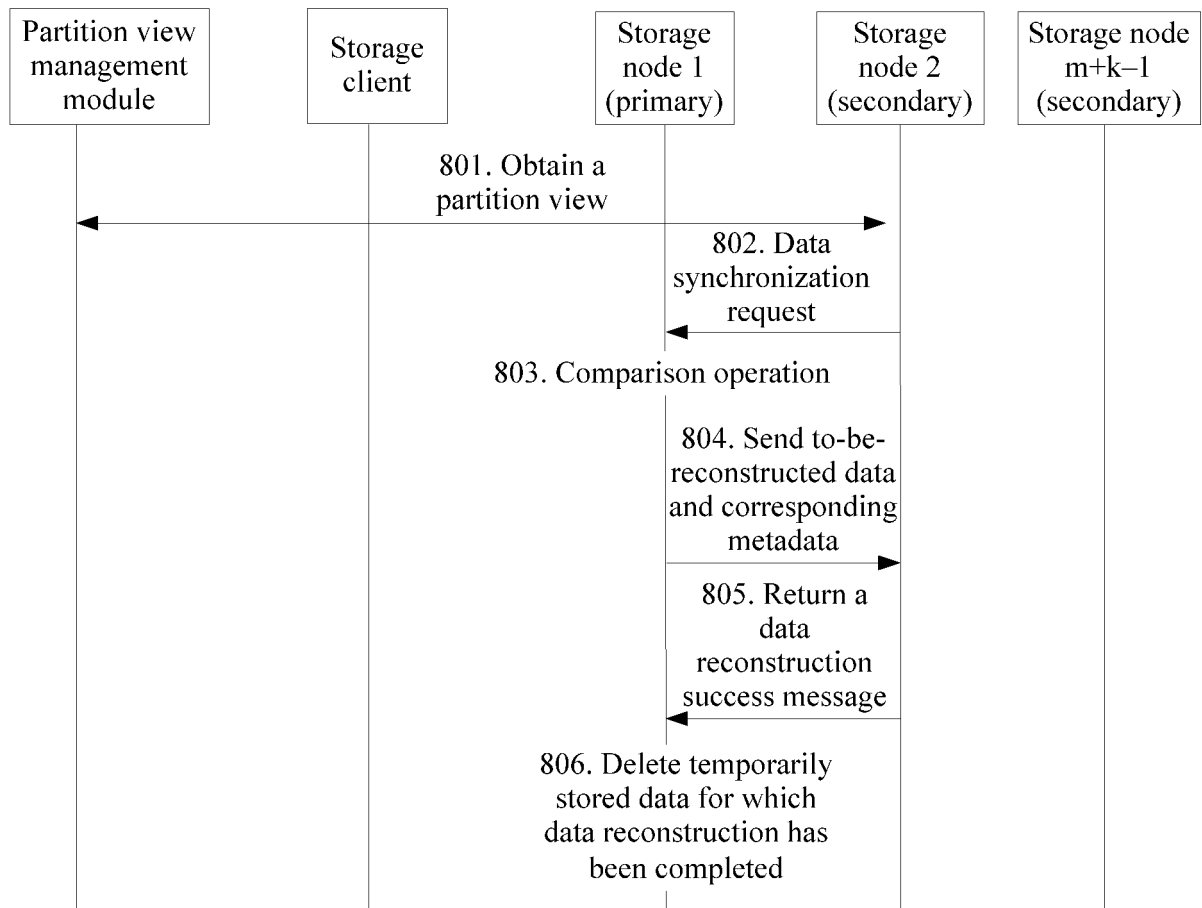 Partition view
management
module
Storage
client
Storage
node 1
(primary)
Storage
node 2
(secondary)
Storage node
m+k–1
(secondary)
801. Obtain a
partition view
802. Data
synchronization
request
803. Comparison operation
804. Send to-be-
reconstructed data
and corresponding
metadata
805. Return a
data
reconstruction
success message
806. Delete temporarily
stored data for which
data reconstruction has
been completed